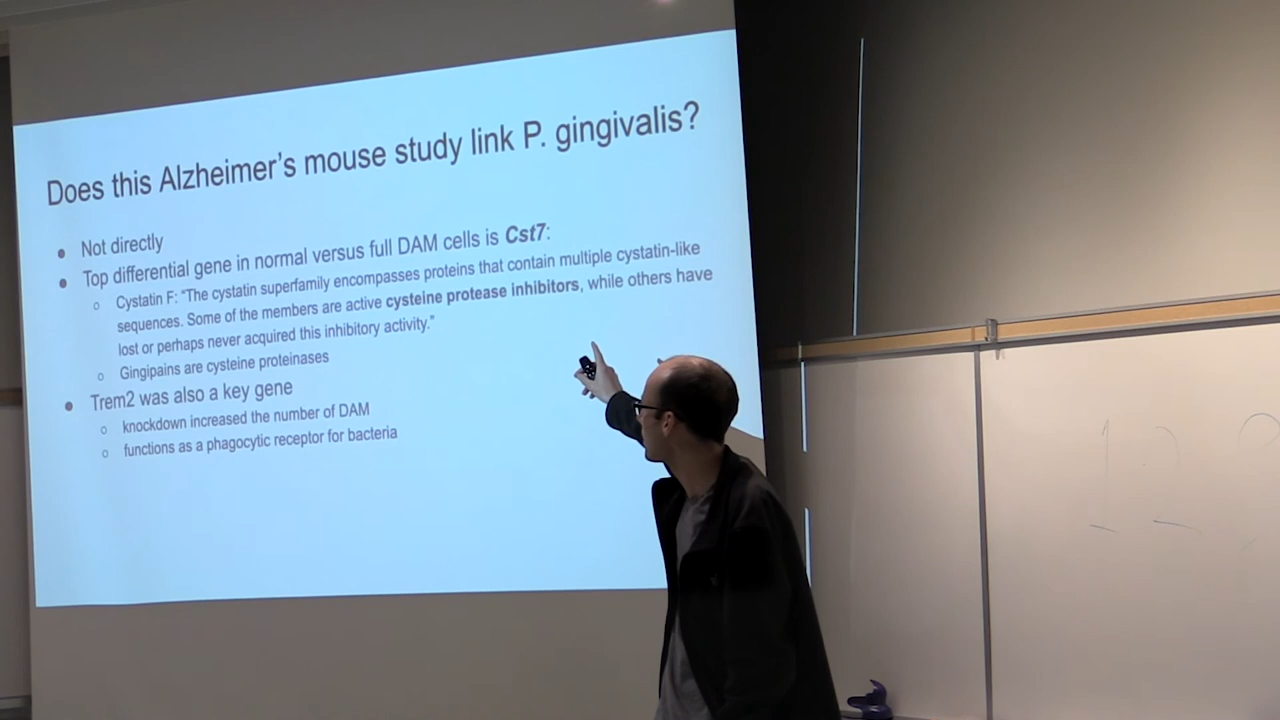 Does this Alzheimer's mouse study link P. gingivalis?
● Not directly
● Top differential gene in normal versus full DAM cells is Cst7:
○ Cystatin F: "The cystatin superfamily encompasses proteins that contain multiple cystatin-like
sequences. Some of the members are active cysteine protease inhibitors, while others have
lost or perhaps never acquired this inhibitory activity."
○ Gingipains are cysteine proteinases
● Trem2 was also a key gene
○ knockdown increased the number of DAM
○ functions as a phagocytic receptor for bacteria